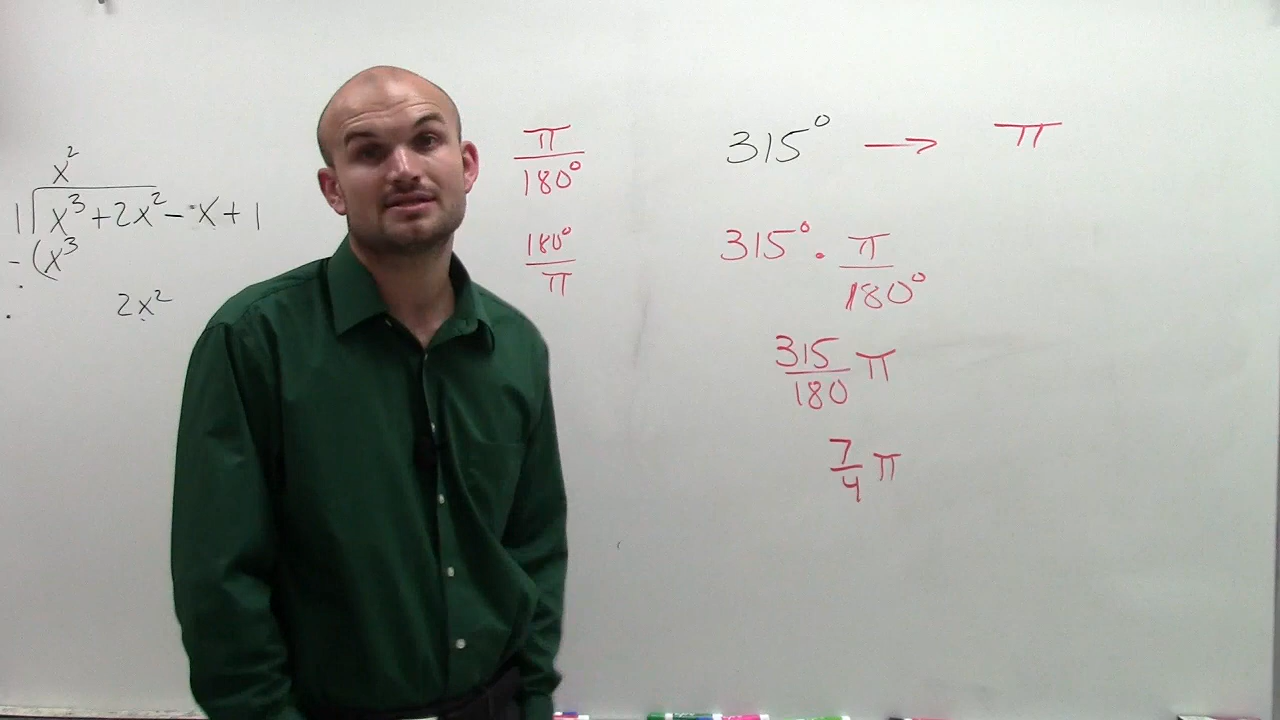 x²
1 x³ + 2x² - x + 1
- (x³
2x²
π
180°
180°
π
315° → π
315° · π
180°
315 π
180
7 π
4